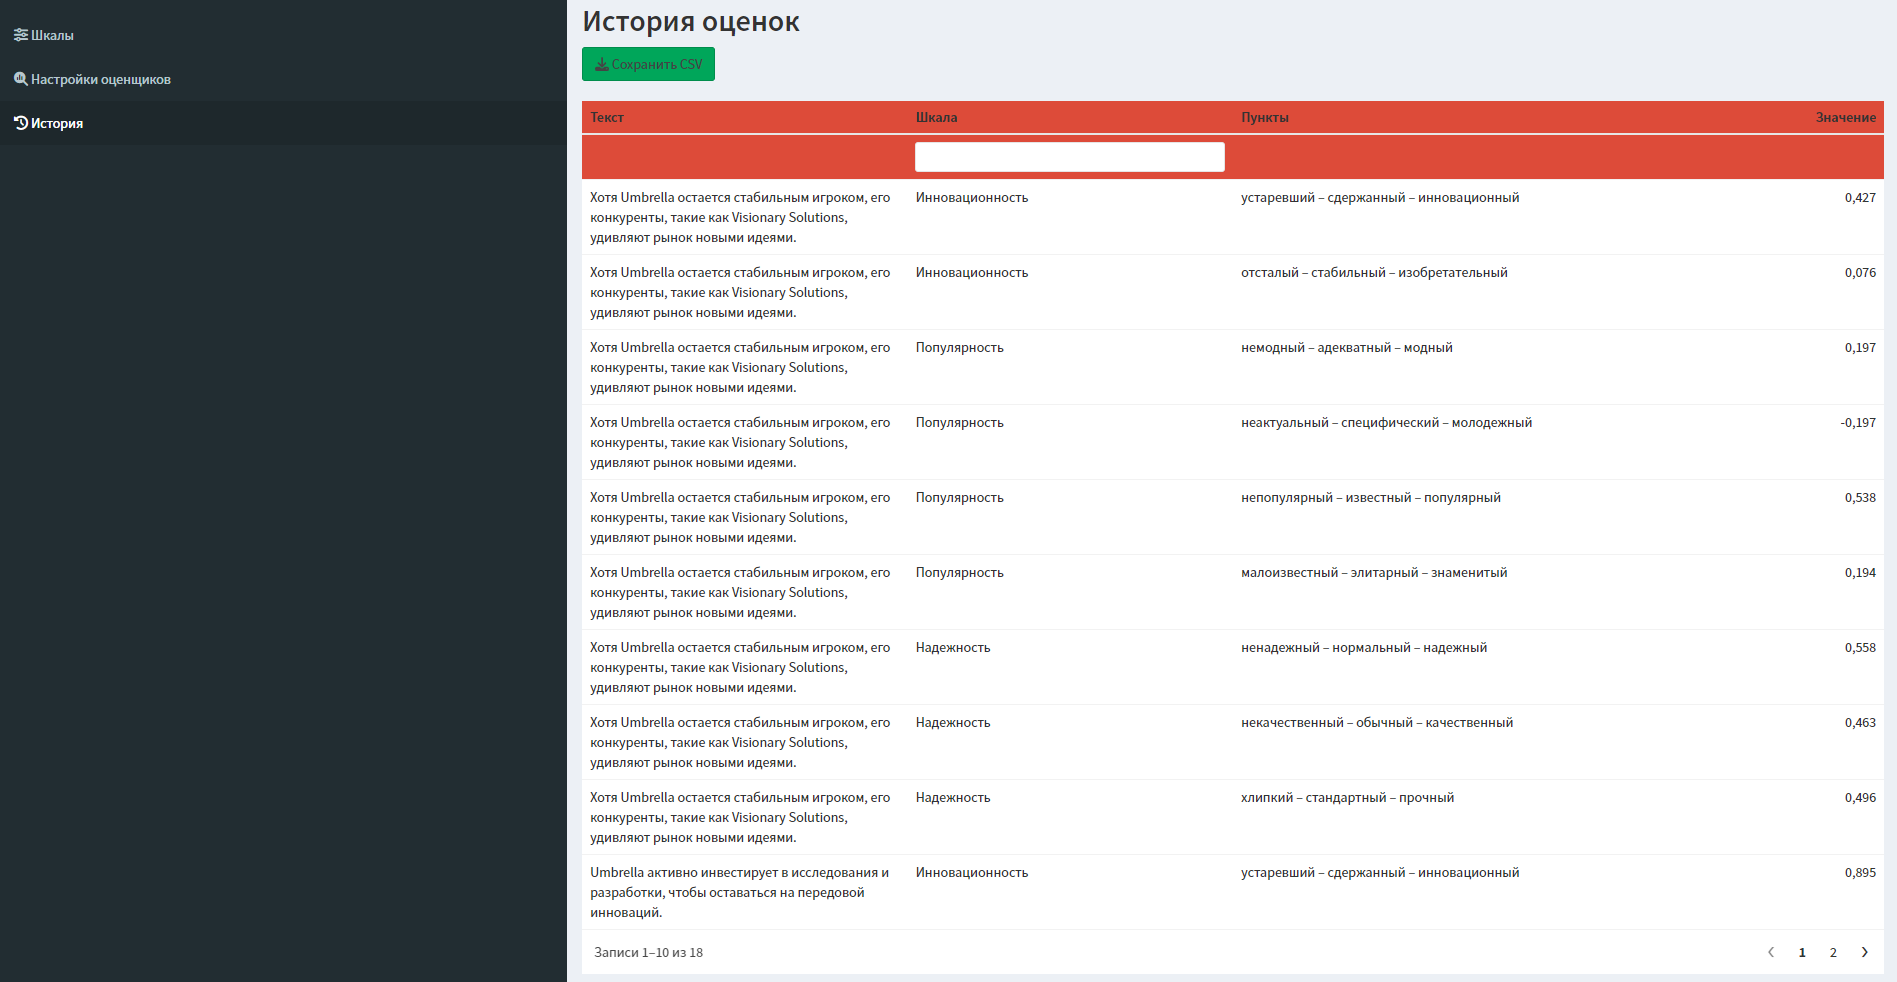 Шкалы
Настройки оценщиков
История
История оценок
Сохранить CSV
Текст Шкала Пункты Значение
Хотя Umbrella остается стабильным игроком, его Инновационность устаревший – сдержанный – инновационный 0,427
конкуренты, такие как Visionary Solutions,
удивляют рынок новыми идеями.
Хотя Umbrella остается стабильным игроком, его Инновационность отсталый – стабильный – изобретательный 0,076
конкуренты, такие как Visionary Solutions,
удивляют рынок новыми идеями.
Хотя Umbrella остается стабильным игроком, его Популярность немодный – адекватный – модный 0,197
конкуренты, такие как Visionary Solutions,
удивляют рынок новыми идеями.
Хотя Umbrella остается стабильным игроком, его Популярность неактуальный – специфический – молодежный -0,197
конкуренты, такие как Visionary Solutions,
удивляют рынок новыми идеями.
Хотя Umbrella остается стабильным игроком, его Популярность непопулярный – известный – популярный 0,538
конкуренты, такие как Visionary Solutions,
удивляют рынок новыми идеями.
Хотя Umbrella остается стабильным игроком, его Популярность малоизвестный – элитарный – знаменитый 0,194
конкуренты, такие как Visionary Solutions,
удивляют рынок новыми идеями.
Хотя Umbrella остается стабильным игроком, его Надежность ненадежный – нормальный – надежный 0,558
конкуренты, такие как Visionary Solutions,
удивляют рынок новыми идеями.
Хотя Umbrella остается стабильным игроком, его Надежность некачественный – обычный – качественный 0,463
конкуренты, такие как Visionary Solutions,
удивляют рынок новыми идеями.
Хотя Umbrella остается стабильным игроком, его Надежность хлипкий – стандартный – прочный 0,496
конкуренты, такие как Visionary Solutions,
удивляют рынок новыми идеями.
Umbrella активно инвестирует в исследования и Инновационность устаревший – сдержанный – инновационный 0,895
разработки, чтобы оставаться на передовой
инноваций.
Записи 1–10 из 18 1 2